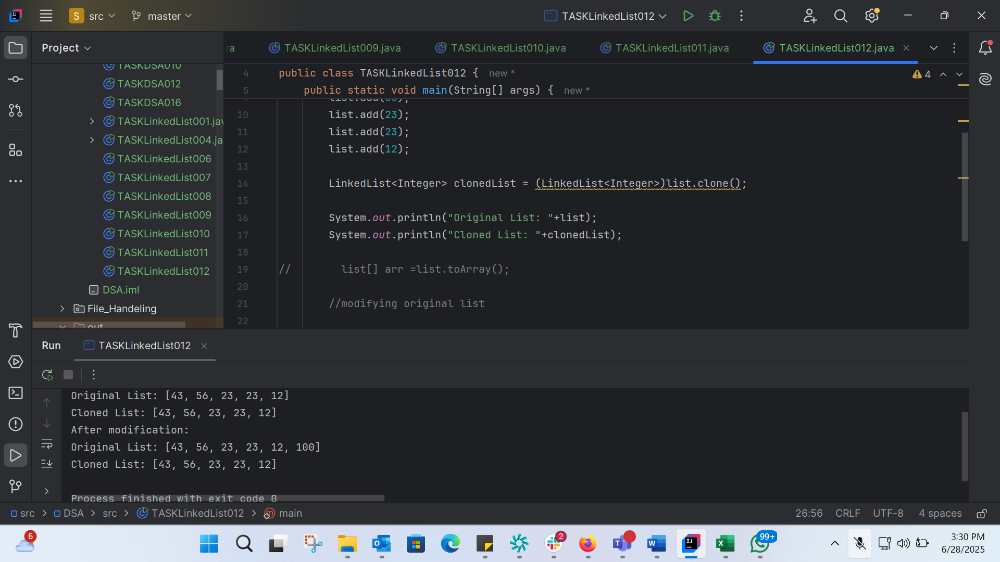 S src master TASKLinkedList012
Project
va TASKLinkedList009.java TASKLinkedList010.java TASKLinkedList011.java TASKLinkedList012.java
TASKDSA010
TASKDSA012
TASKDSA016
TASKLinkedList001.jav
TASKLinkedList004.ja
TASKLinkedList006
TASKLinkedList007
TASKLinkedList008
TASKLinkedList009
TASKLinkedList010
TASKLinkedList011
TASKLinkedList012
DSA.iml
File_Handeling
out
4 public class TASKLinkedList012 { new *
4
5 public static void main(String[] args) { new *
10 list.add(23);
11 list.add(23);
12 list.add(12);
13
14 LinkedList<Integer> clonedList = (LinkedList<Integer>)list.clone();
15
16 System.out.println("Original List: "+list);
17 System.out.println("Cloned List: "+clonedList);
18
19 // list[] arr =list.toArray();
20
21 //modifying original list
22
Run TASKLinkedList012
Original List: [43, 56, 23, 23, 12]
Cloned List: [43, 56, 23, 23, 12]
After modification:
Original List: [43, 56, 23, 23, 12, 100]
Cloned List: [43, 56, 23, 23, 12]
Process finished with exit code 0
src > DSA > src > TASKLinkedList012 > main
26:56 CRLF UTF-8 4 spaces
6
2
99+
3:30 PM
6/28/2025